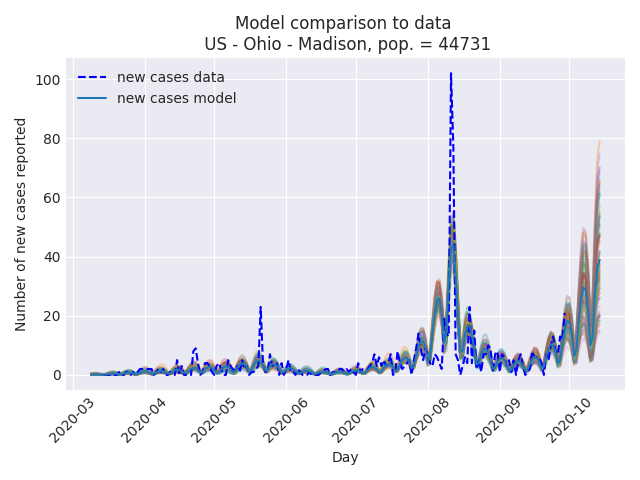 Model comparison to data
US - Ohio - Madison, pop. = 44731
new cases data
new cases model
Number of new cases reported
100
80
60
40
20
0
2020-03
2020-04
2020-05
2020-06
2020-07
2020-08
2020-09
2020-10
Day